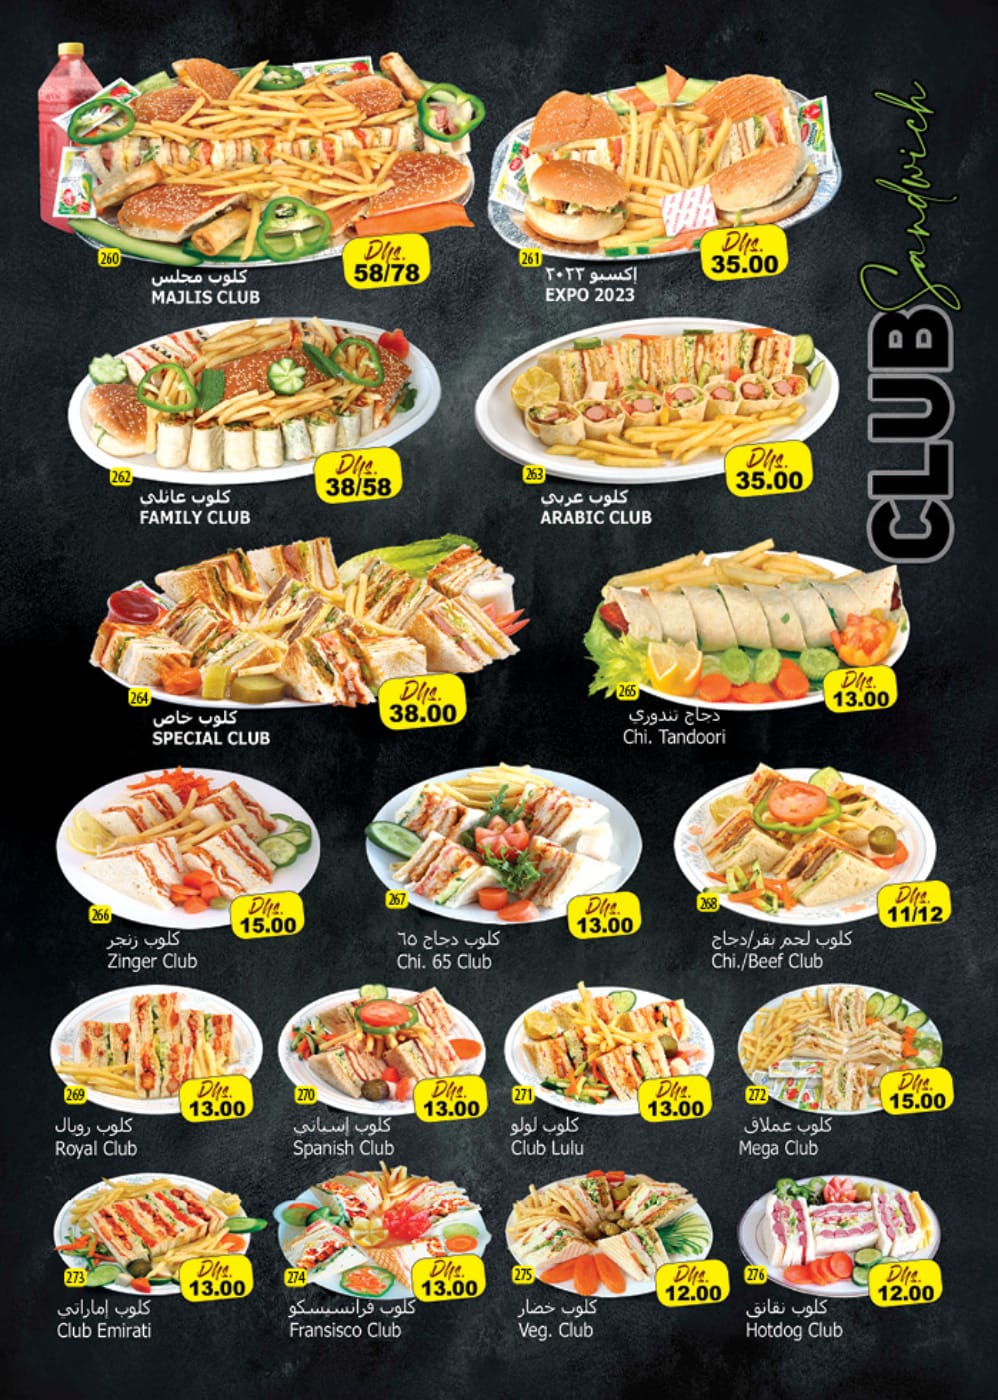 CLUB Sandwich
260
Dhs.
58/78
كلوب مجلس
MAJLIS CLUB
261
Dhs.
35.00
إكسبو ٢٠٢٣
EXPO 2023
262
Dhs.
38/58
كلوب عائلي
FAMILY CLUB
263
Dhs.
35.00
كلوب عربي
ARABIC CLUB
264
Dhs.
38.00
كلوب خاص
SPECIAL CLUB
265
Dhs.
13.00
دجاج تندوري
Chi. Tandoori
266
Dhs.
15.00
كلوب زنجر
Zinger Club
267
Dhs.
13.00
كلوب دجاج ٦٥
Chi. 65 Club
268
Dhs.
11/12
كلوب لحم بقر/دجاج
Chi./Beef Club
269
Dhs.
13.00
كلوب رويال
Royal Club
270
Dhs.
13.00
كلوب إسباني
Spanish Club
271
Dhs.
13.00
كلوب لولو
Club Lulu
272
Dhs.
15.00
كلوب عملاق
Mega Club
273
Dhs.
13.00
كلوب إماراتي
Club Emirati
274
Dhs.
13.00
كلوب فرانسيسكو
Fransisco Club
275
Dhs.
12.00
كلوب خضار
Veg. Club
276
Dhs.
12.00
كلوب نقانق
Hotdog Club